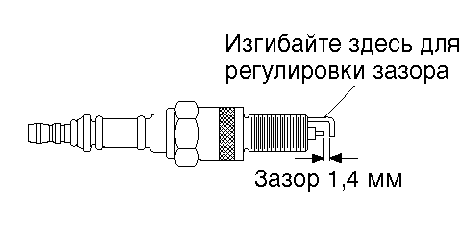 Изгибайте здесь для
регулировки зазора
Зазор 1,4 мм